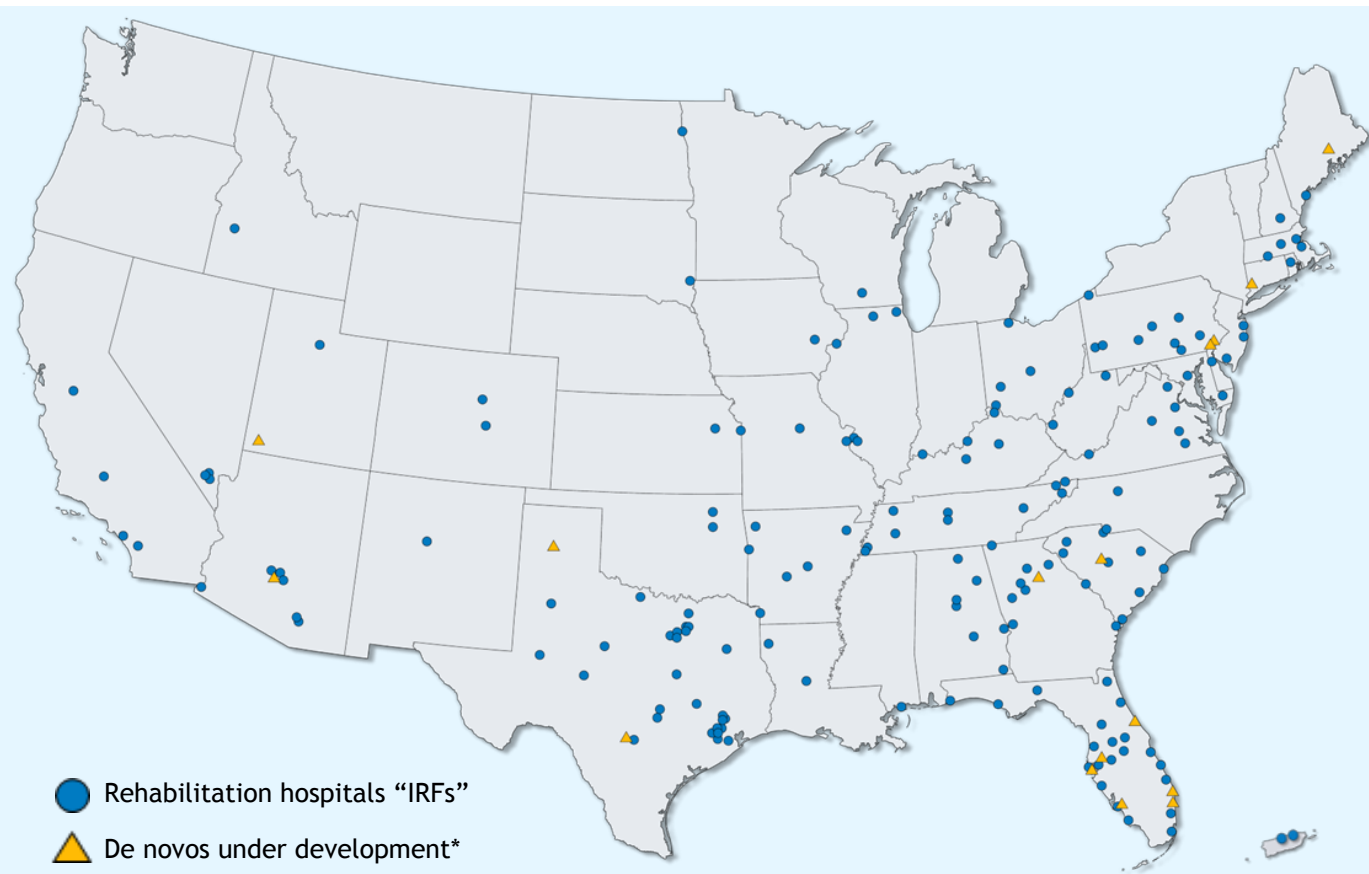 Rehabilitation hospitals “IRFs”
De novos under development*